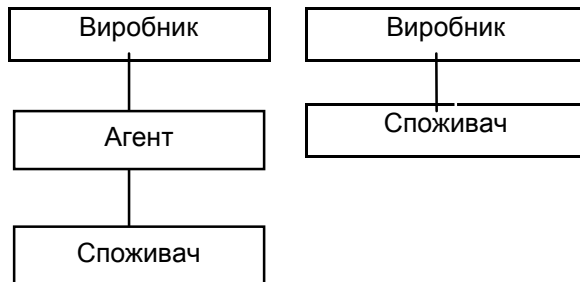 Виробник
Агент
Споживач
Виробник
Споживач